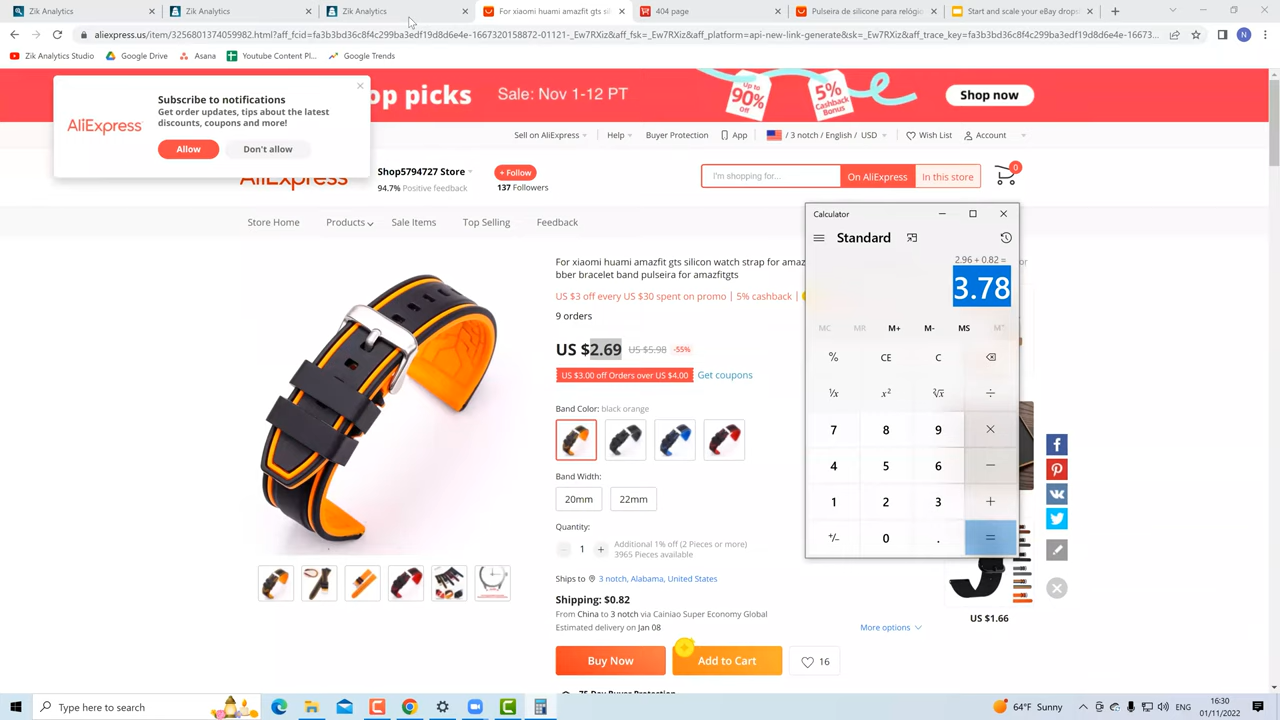 Zik Analytics
Zik Analytics
Zik Analytics
For xiaomi huami amazfit gts sil
404 page
Pulseira de silicone para relóg
Start and scale your eBay drops
aliexpress.us/item/3256801374059982.html?aff_fcid=fa3b3bd36c8f4c299ba3edf19d8d6e4e-1667320158872-01121-_Ew7RXiz&aff_fsk=_Ew7RXiz&aff_platform=api-new-link-generate&sk=_Ew7RXiz&aff_trace_key=fa3b3bd36c8f4c299ba3edf19d8d6e4e-16673...
N
Zik Analytics Studio
Google Drive
Asana
Youtube Content Pl...
Google Trends
Subscribe to notifications
Get order updates, tips about the latest
discounts, coupons and more!
AliExpress
Allow
Don't allow
op picks
Sale: Nov 1-12 PT
Up to
90%
Off
5%
Cashback
Bonus
Shop now
Sell on AliExpress
Help
Buyer Protection
App
/ 3 notch / English / USD
Wish List
Account
AliExpress
Shop5794727 Store
94.7% Positive feedback
+ Follow
137 Followers
I'm shopping for...
On AliExpress
In this store
0
Store Home
Products
Sale Items
Top Selling
Feedback
For xiaomi huami amazfit gts silicon watch strap for amaz
or
bber bracelet band pulseira for amazfitgts
US $3 off every US $30 spent on promo | 5% cashback |
9 orders
US $2.69 US $5.98 -55%
US $3.00 off Orders over US $4.00
Get coupons
Band Color: black orange
Band Width:
20mm
22mm
Quantity:
1
Additional 1% off (2 Pieces or more)
3965 Pieces available
Ships to 3 notch, Alabama, United States
Shipping: $0.82
From China to 3 notch via Cainiao Super Economy Global
Estimated delivery on Jan 08
More options
Buy Now
Add to Cart
16
75-Day Buyer Protection
US $1.66
Calculator
Standard
2.96 + 0.82 =
3.78
MC MR M+ M- MS M˅
% CE C
¹/x x² ²√x ÷
7 8 9 ×
4 5 6 −
1 2 3 +
+/− 0 . =
Type here to search
64°F Sunny
ENG
16:30
01/11/2022